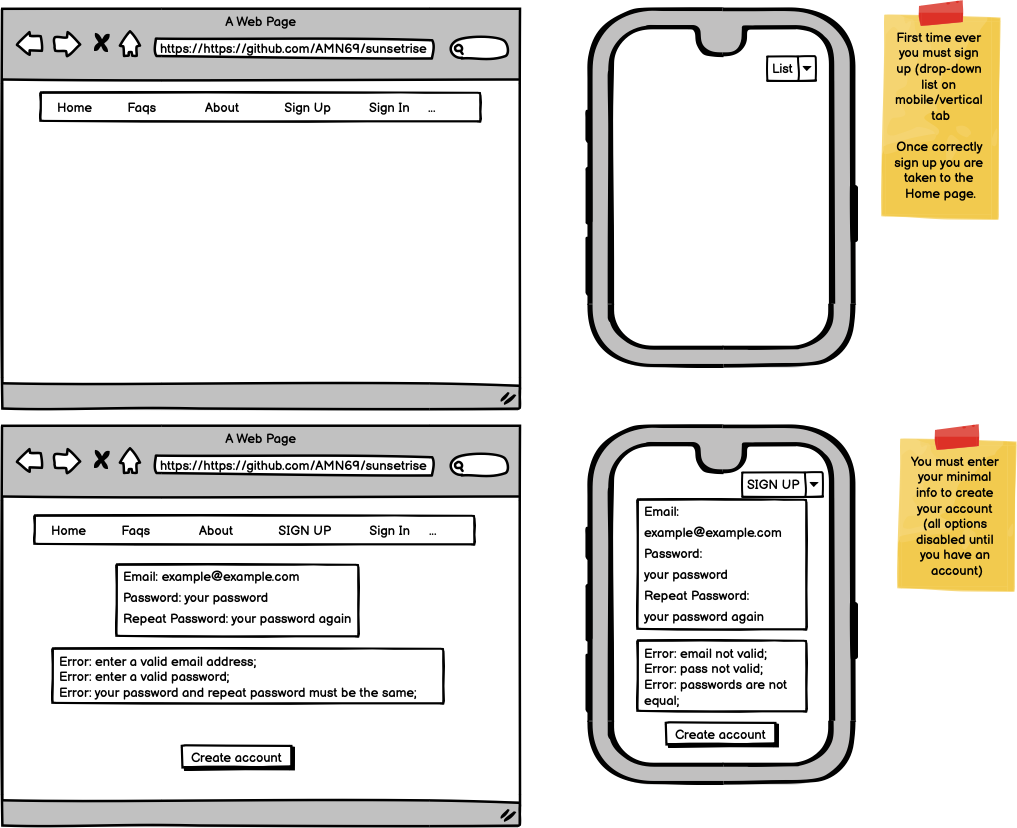 A Web Page
https://https://github.com/AMN69/sunsetrise
Home Faqs About Sign Up Sign In ...
List
First time ever
you must sign
up (drop-down
list on
mobile/vertical
tab
Once correctly
sign up you are
taken to the
Home page.
A Web Page
https://https://github.com/AMN69/sunsetrise
Home Faqs About SIGN UP Sign In ...
Email: example@example.com
Password: your password
Repeat Password: your password again
Error: enter a valid email address;
Error: enter a valid password;
Error: your password and repeat password must be the same;
Create account
SIGN UP
Email:
example@example.com
Password:
your password
Repeat Password:
your password again
Error: email not valid;
Error: pass not valid;
Error: passwords are not
equal;
Create account
You must enter
your minimal
info to create
your account
(all options
disabled until
you have an
account)